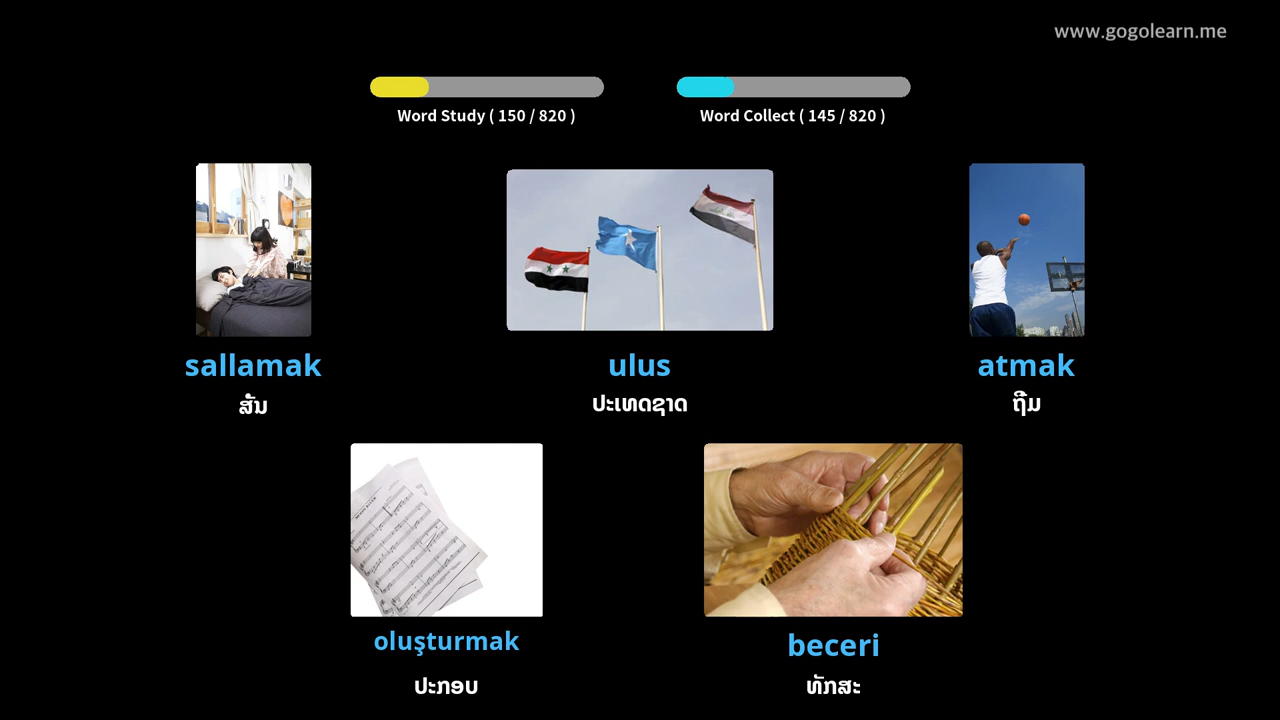 www.gogolearn.me
Word Study ( 150 / 820 )
Word Collect ( 145 / 820 )
sallamak
ສັ່ນ
ulus
ປະເທດຊາດ
atmak
ຖິ້ມ
oluşturmak
ປະກອບ
beceri
ທັກສະ